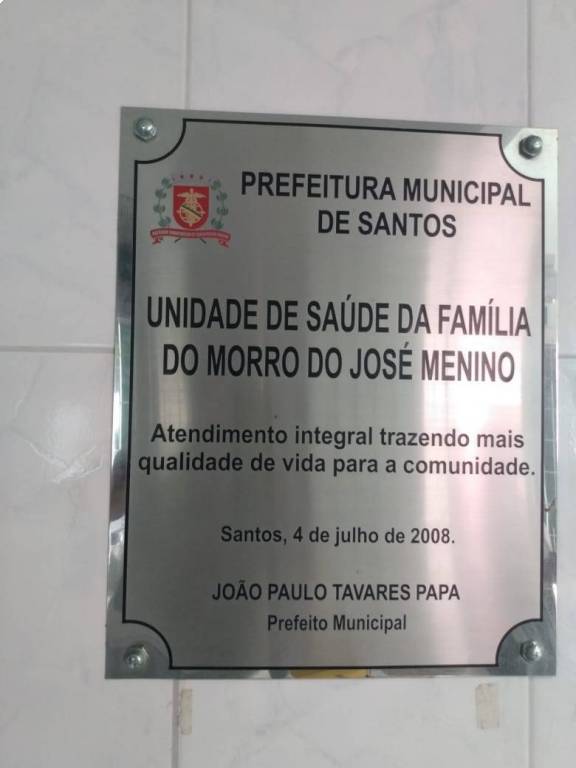 PREFEITURA MUNICIPAL
DE SANTOS
UNIDADE DE SAÚDE DA FAMÍLIA
DO MORRO DO JOSÉ MENINO
Atendimento integral trazendo mais
qualidade de vida para a comunidade.
Santos, 4 de julho de 2008.
JOÃO PAULO TAVARES PAPA
Prefeito Municipal